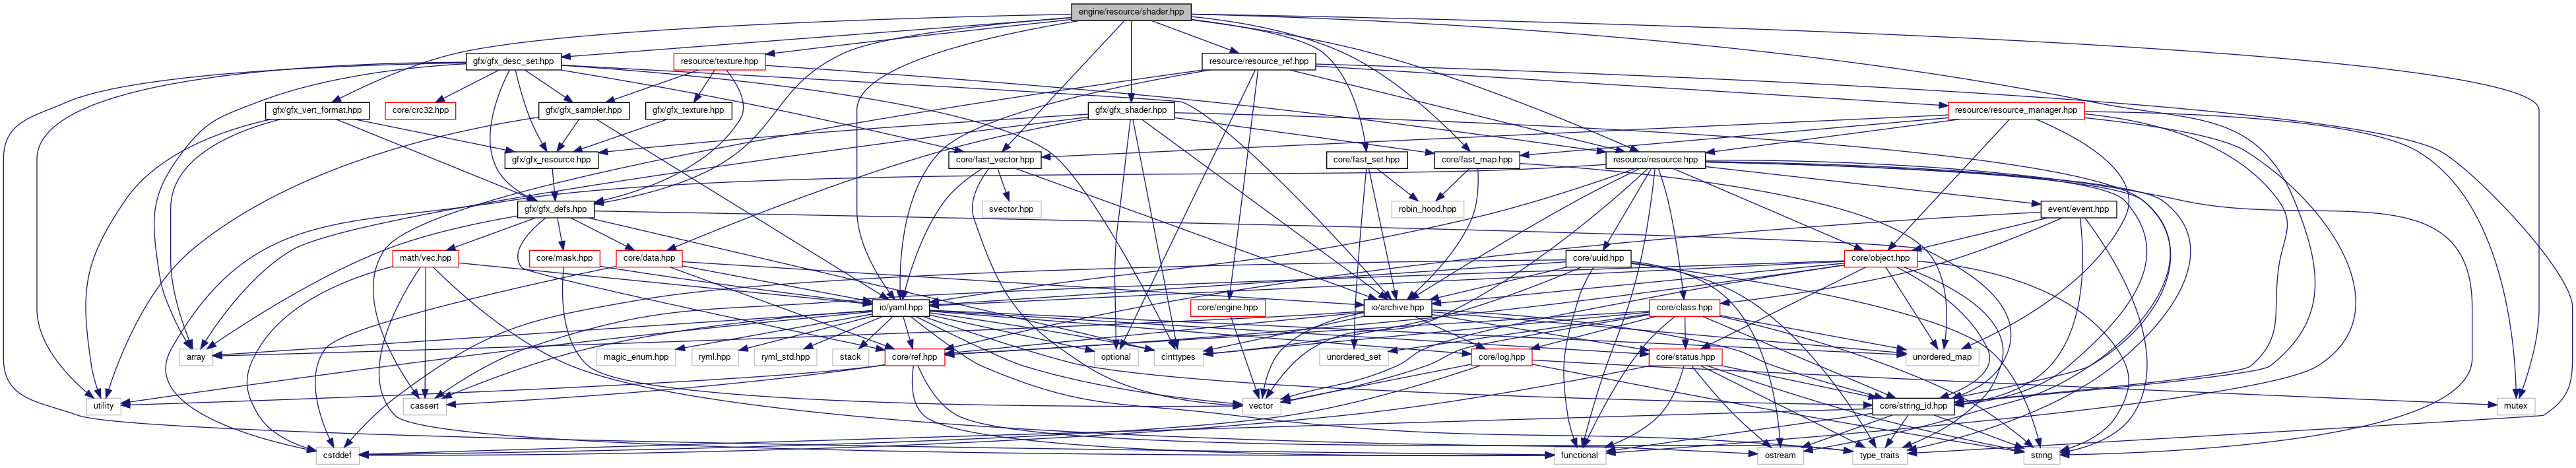 engine/resource/shader.hpp
gfx/gfx_desc_set.hpp
resource/texture.hpp
resource/resource_ref.hpp
gfx/gfx_vert_format.hpp
core/crc32.hpp
gfx/gfx_sampler.hpp
gfx/gfx_texture.hpp
gfx/gfx_shader.hpp
resource/resource_manager.hpp
gfx/gfx_resource.hpp
core/fast_vector.hpp
core/fast_set.hpp
core/fast_map.hpp
resource/resource.hpp
gfx/gfx_defs.hpp
svector.hpp
robin_hood.hpp
event/event.hpp
math/vec.hpp
core/mask.hpp
core/data.hpp
core/uuid.hpp
core/object.hpp
io/yaml.hpp
core/engine.hpp
io/archive.hpp
core/class.hpp
array
magic_enum.hpp
ryml.hpp
ryml_std.hpp
stack
core/ref.hpp
optional
cinttypes
unordered_set
core/log.hpp
core/status.hpp
unordered_map
utility
cassert
vector
core/string_id.hpp
mutex
cstddef
functional
ostream
type_traits
string